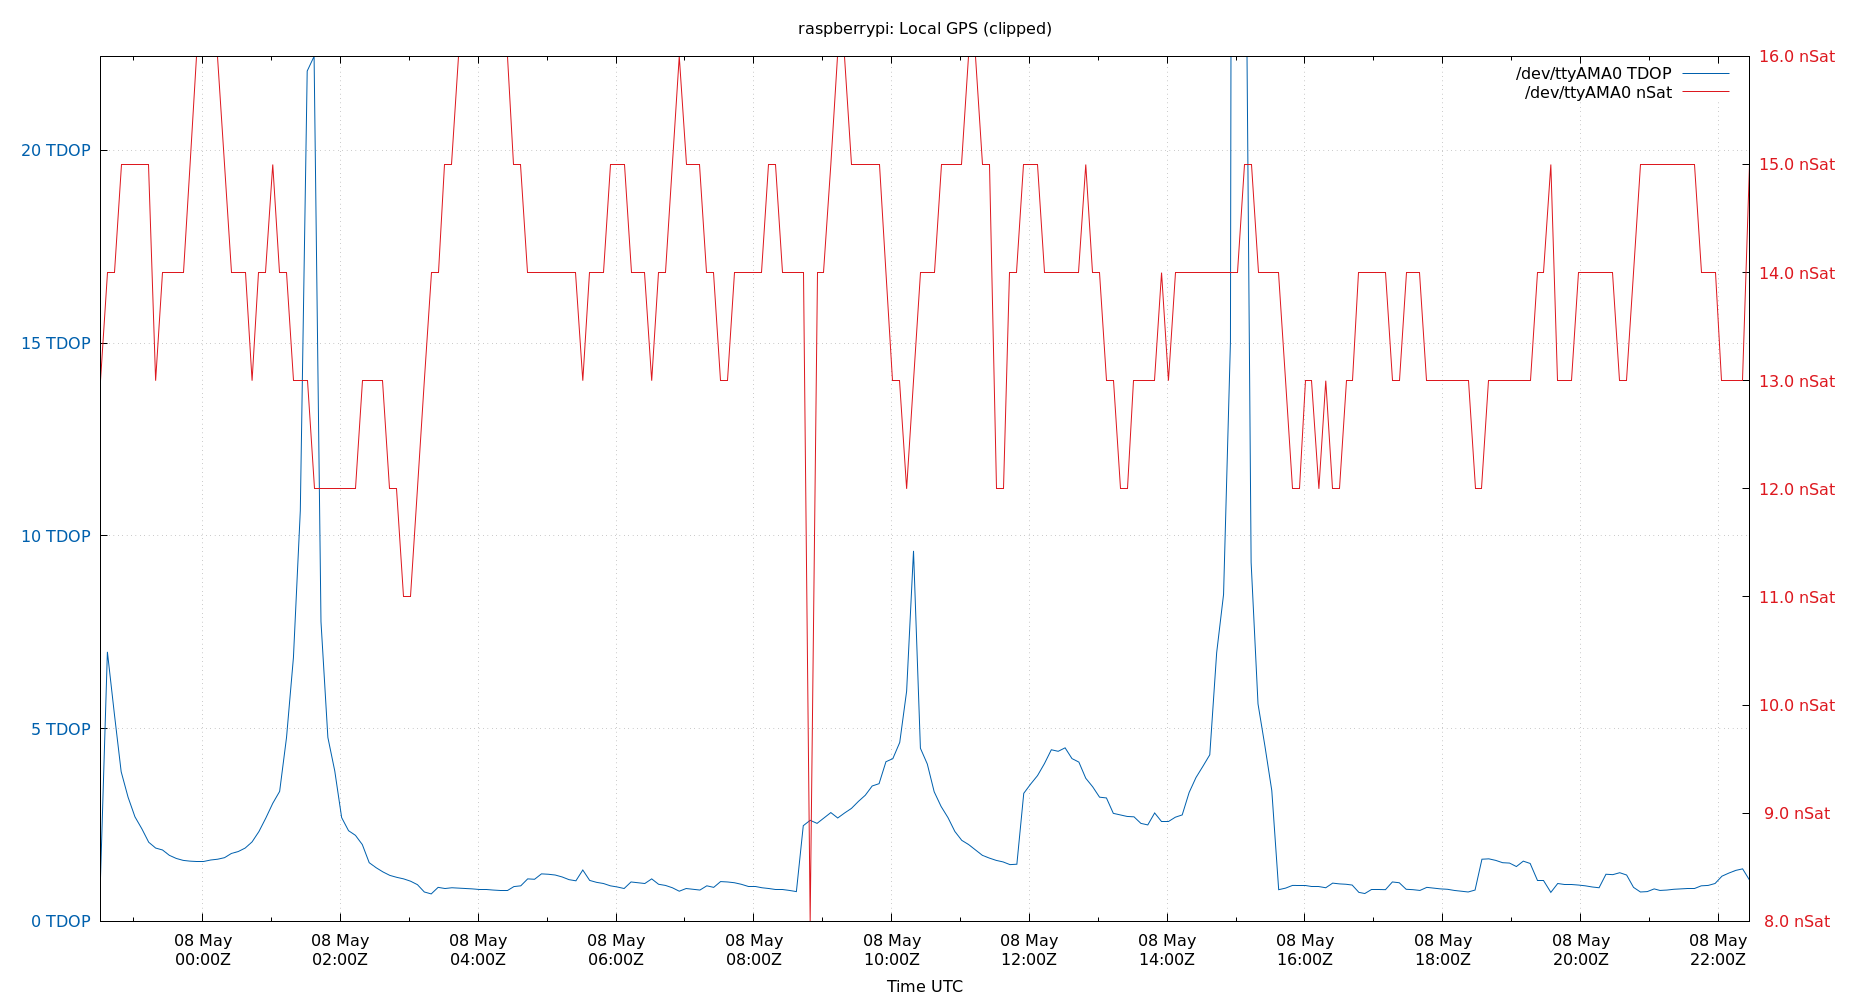 raspberrypi: Local GPS (clipped)
/dev/ttyAMA0 TDOP
/dev/ttyAMA0 nSat
20 TDOP
15 TDOP
10 TDOP
5 TDOP
0 TDOP
16.0 nSat
15.0 nSat
14.0 nSat
13.0 nSat
12.0 nSat
11.0 nSat
10.0 nSat
9.0 nSat
8.0 nSat
08 May
00:00Z
08 May
02:00Z
08 May
04:00Z
08 May
06:00Z
08 May
08:00Z
08 May
10:00Z
08 May
12:00Z
08 May
14:00Z
08 May
16:00Z
08 May
18:00Z
08 May
20:00Z
08 May
22:00Z
Time UTC